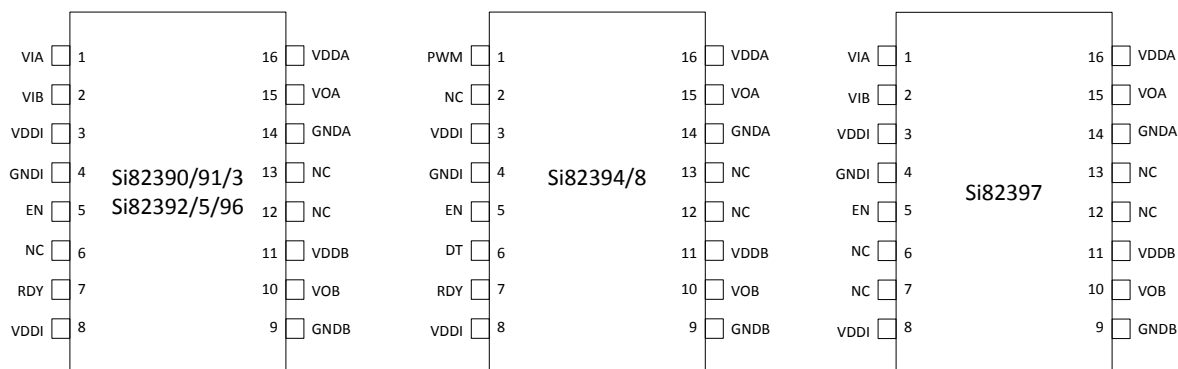 VIA 1 16 VDDA
VIB 2 15 VOA
VDDI 3 14 GNDA
GNDI 4 13 NC
Si82390/91/3
EN 5 12 NC
Si82392/5/96
NC 6 11 VDDB
RDY 7 10 VOB
VDDI 8 9 GNDB
PWM 1 16 VDDA
NC 2 15 VOA
VDDI 3 14 GNDA
GNDI 4 13 NC
Si82394/8
EN 5 12 NC
DT 6 11 VDDB
RDY 7 10 VOB
VDDI 8 9 GNDB
VIA 1 16 VDDA
VIB 2 15 VOA
VDDI 3 14 GNDA
GNDI 4 13 NC
Si82397
EN 5 12 NC
NC 6 11 VDDB
NC 7 10 VOB
VDDI 8 9 GNDB